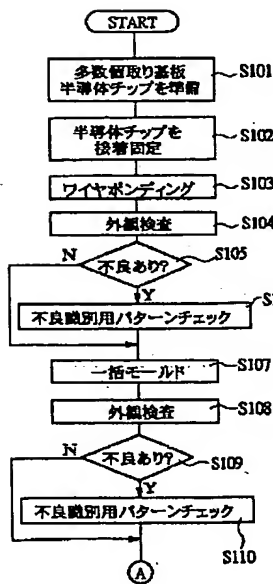 START
多数個取り基板
半導体チップを準備
S101
半導体チップを
接着固定
S102
ワイヤボンディング
S103
外観検査
S104
不良あり?
S105
N
Y
不良識別用パターンチェック
S1
一括モールド
S107
外観検査
S108
不良あり?
S109
N
Y
不良識別用パターンチェック
S110
A